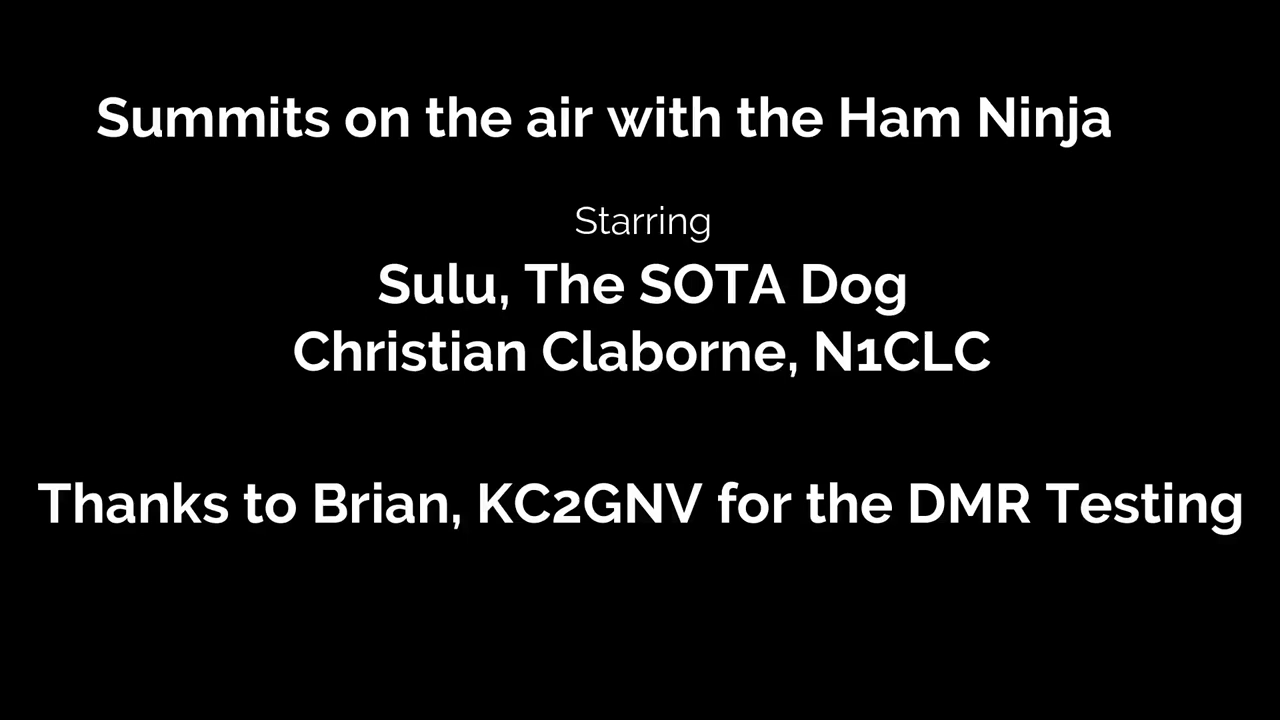 Summits on the air with the Ham Ninja
Starring
Sulu, The SOTA Dog
Christian Claborne, N1CLC
Thanks to Brian, KC2GNV for the DMR Testing